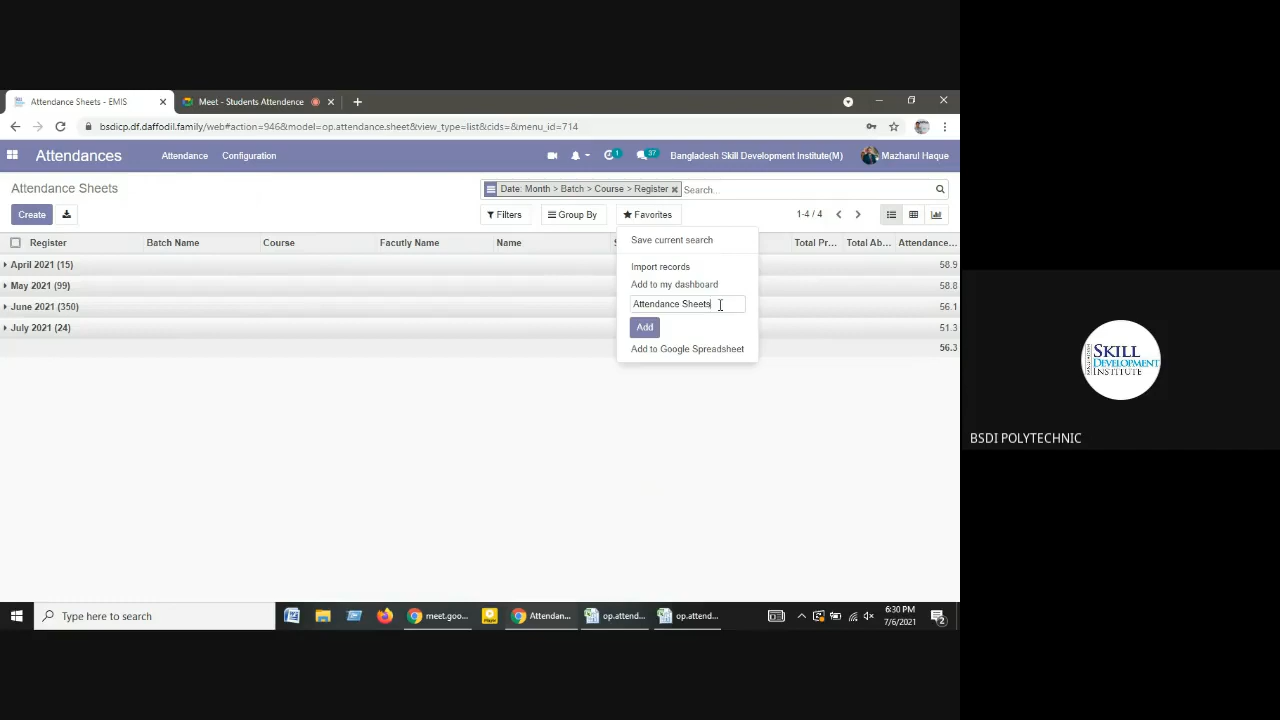 Attendance Sheets - EMIS
Meet - Students Attendence
bsdicp.df.daffodil.family/web#action=946&model=op.attendance.sheet&view_type=list&cids=&menu_id=714
Attendances
Attendance
Configuration
1
37
Bangladesh Skill Development Institute(M)
Mazharul Haque
Attendance Sheets
Date: Month > Batch > Course > Register
Search...
Create
Filters
Group By
Favorites
1-4 / 4
Register
Batch Name
Course
Facutly Name
Name
S
Total Pr...
Total Ab...
Attendance...
Save current search
Import records
Add to my dashboard
Attendance Sheets
Add
Add to Google Spreadsheet
April 2021 (15)
58.9
May 2021 (99)
58.8
June 2021 (350)
56.1
July 2021 (24)
51.3
56.3
SKILL
DEVELOPMENT
INSTITUTE
BSDI POLYTECHNIC
Type here to search
meet.goo...
Attendan...
op.attend...
op.attend...
6:30 PM
7/6/2021
2